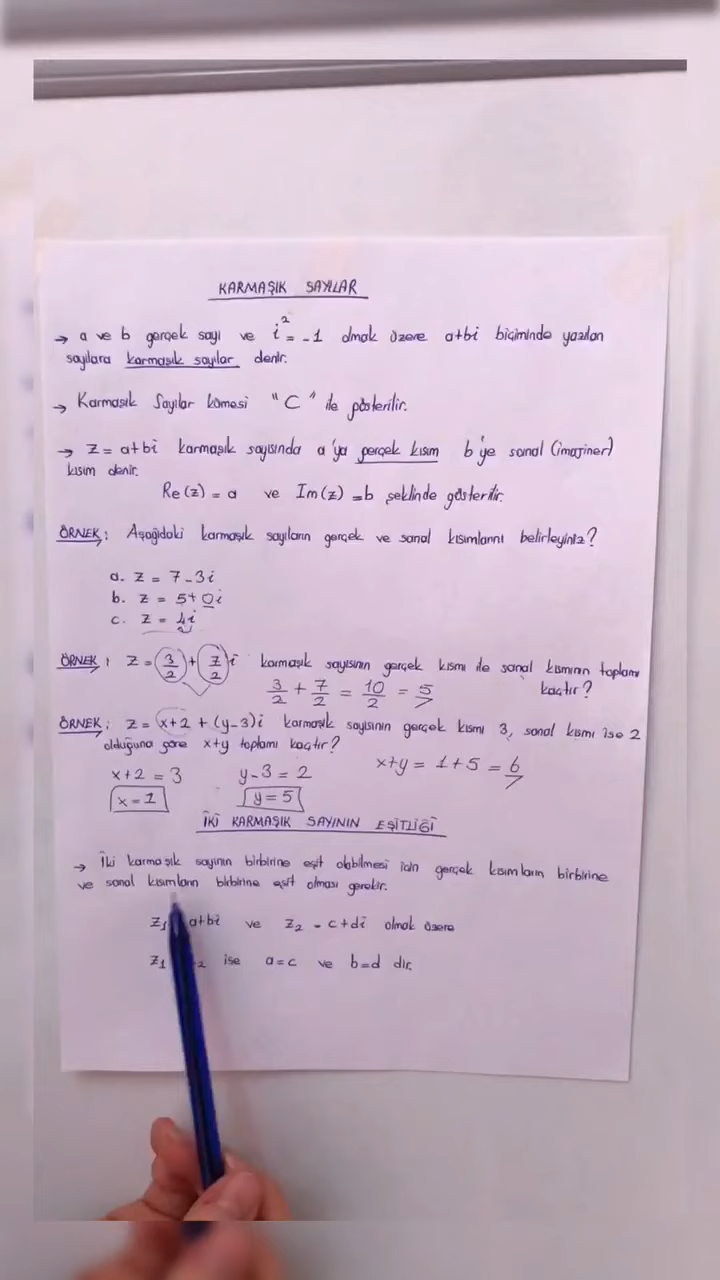 KARMAŞIK SAYILAR
→ a ve b gerçek sayı ve i² = -1 olmak üzere a+bi biçiminde yazılan
sayılara karmaşık sayılar denir.
→ Karmaşık Sayılar kümesi "C" ile gösterilir.
→ z = a+bi karmaşık sayısında a'ya gerçek kısım b'ye sanal (imajiner)
kısım denir.
Re(z) = a ve Im(z) = b şeklinde gösterilir.
ÖRNEK: Aşağıdaki karmaşık sayıların gerçek ve sanal kısımlarını belirleyiniz?
a. z = 7-3i
b. z = 5+0i
c. z = 4i
ÖRNEK: z = 3/2 + 7/2 i karmaşık sayısının gerçek kısmı ile sanal kısmının toplamı
kaçtır?
3/2 + 7/2 = 10/2 = 5
ÖRNEK: z = x+2 + (y-3)i karmaşık sayısının gerçek kısmı 3, sanal kısmı ise 2
olduğuna göre x+y toplamı kaçtır?
x+2 = 3 y-3 = 2 x+y = 1+5 = 6
x = 1 y = 5
İKİ KARMAŞIK SAYININ EŞİTLİĞİ
→ İki karmaşık sayının birbirine eşit olabilmesi için gerçek kısımların birbirine
ve sanal kısımların birbirine eşit olması gerekir.
z₁ a+bi ve z₂ = c+di olmak üzere
z₁ ₂ ise a=c ve b=d dir.